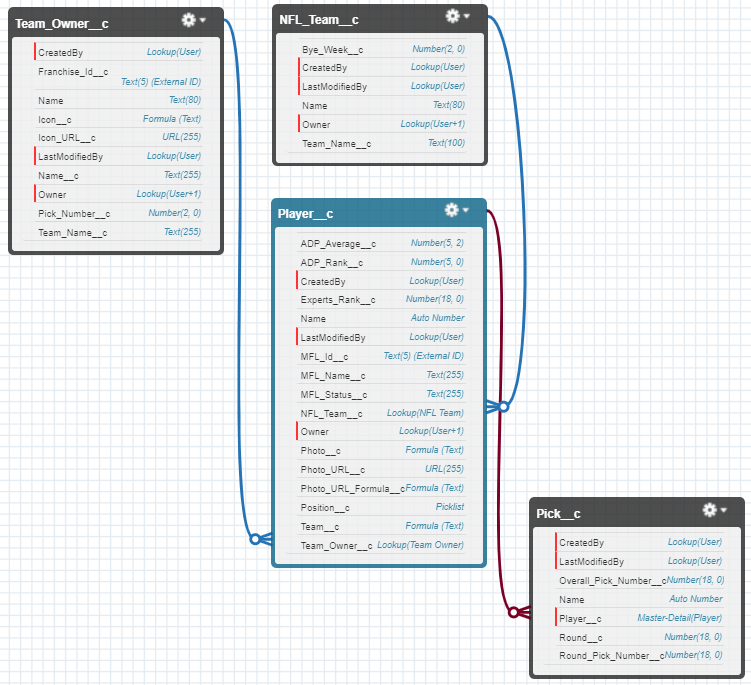 Team_Owner__c
CreatedBy Lookup(User)
Franchise_Id__c
Text(5) (External ID)
Name Text(80)
Icon__c Formula (Text)
Icon_URL__c URL(255)
LastModifiedBy Lookup(User)
Name__c Text(255)
Owner Lookup(User+1)
Pick_Number__c Number(2, 0)
Team_Name__c Text(255)
NFL_Team__c
Bye_Week__c Number(2, 0)
CreatedBy Lookup(User)
LastModifiedBy Lookup(User)
Name Text(80)
Owner Lookup(User+1)
Team_Name__c Text(100)
Player__c
ADP_Average__c Number(5, 2)
ADP_Rank__c Number(5, 0)
CreatedBy Lookup(User)
Experts_Rank__c Number(18, 0)
Name Auto Number
LastModifiedBy Lookup(User)
MFL_Id__c Text(5) (External ID)
MFL_Name__c Text(255)
MFL_Status__c Text(255)
NFL_Team__c Lookup(NFL Team)
Owner Lookup(User+1)
Photo__c Formula (Text)
Photo_URL__c URL(255)
Photo_URL_Formula__c Formula (Text)
Position__c Picklist
Team__c Formula (Text)
Team_Owner__c Lookup(Team Owner)
Pick__c
CreatedBy Lookup(User)
LastModifiedBy Lookup(User)
Overall_Pick_Number__c Number(18, 0)
Name Auto Number
Player__c Master-Detail(Player)
Round__c Number(18, 0)
Round_Pick_Number__c Number(18, 0)